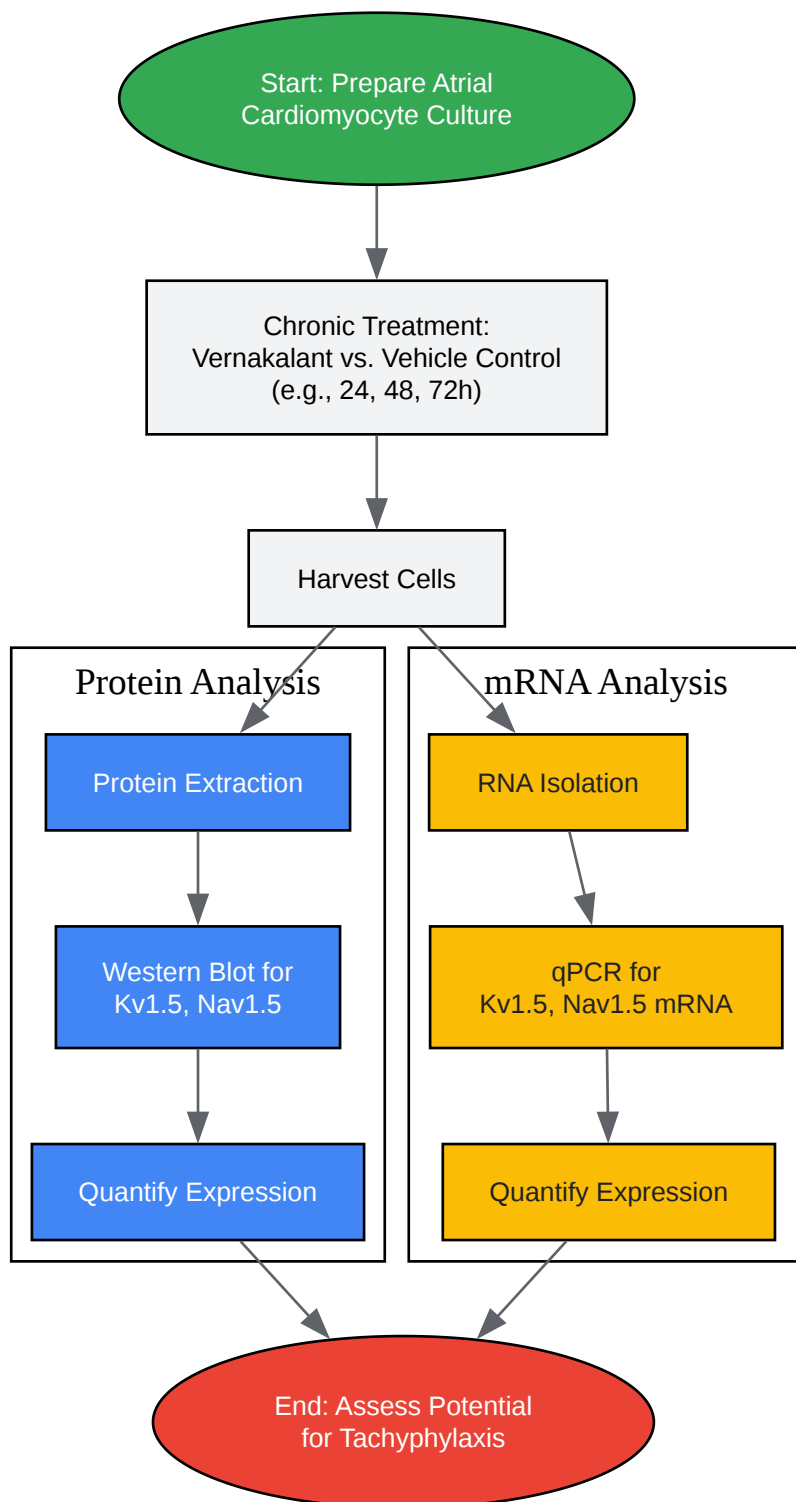 Start: Prepare Atrial
Cardiomyocyte Culture
Chronic Treatment:
Vernakalant vs. Vehicle Control
(e.g., 24, 48, 72h)
Harvest Cells
Protein Analysis
Protein Extraction
Western Blot for
Kv1.5, Nav1.5
Quantify Expression
mRNA Analysis
RNA Isolation
qPCR for
Kv1.5, Nav1.5 mRNA
Quantify Expression
End: Assess Potential
for Tachyphylaxis